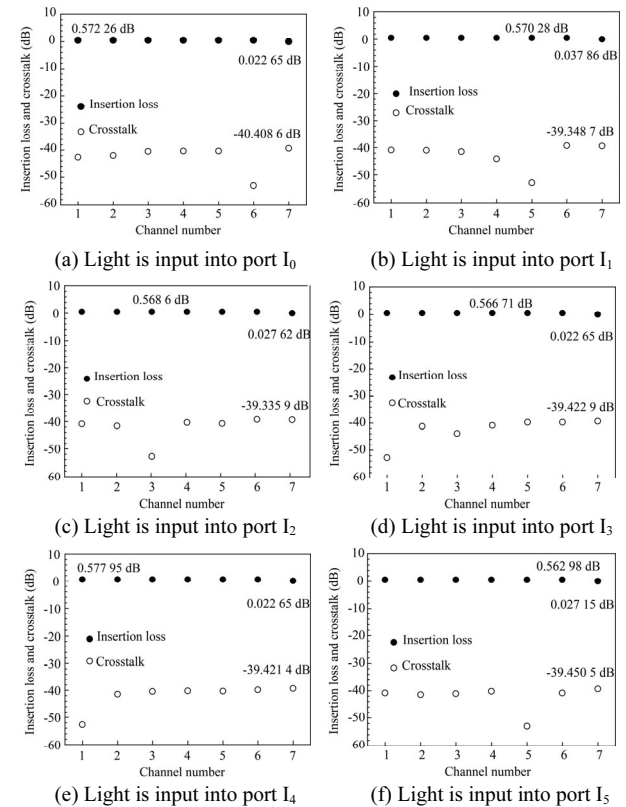 10
0.572 26 dB
0
0.022 65 dB
-10
-20
Insertion loss
-30
Crosstalk
-40.408 6 dB
-40
-50
-60
1 2 3 4 5 6 7
Channel number
Insertion loss and crosstalk (dB)
(a) Light is input into port I0
10
0.570 28 dB
0
0.037 86 dB
-10
-20
Insertion loss
-30
Crosstalk
-39.348 7 dB
-40
-50
-60
1 2 3 4 5 6 7
Channel number
Insertion loss and crosstalk (dB)
(b) Light is input into port I1
10
0.568 6 dB
0
0.027 62 dB
-10
-20
Insertion loss
-30
Crosstalk
-39.335 9 dB
-40
-50
60
1 2 3 4 5 6 7
Channel number
Insertion loss and crosstalk (dB)
(c) Light is input into port I2
10
0.566 71 dB
0
0.022 65 dB
-10
-20
Insertion loss
-30
Crosstalk
-39.422 9 dB
-40
-50
60
1 2 3 4 5 6 7
Channel number
Insertion loss and crosstalk (dB)
(d) Light is input into port I3
10
0.577 95 dB
0
0.022 65 dB
-10
-20
Insertion loss
-30
Crosstalk
-39.421 4 dB
-40
-50
60
1 2 3 4 5 6 7
Channel number
Insertion loss and crosstalk (dB)
(e) Light is input into port I4
10
0.562 98 dB
0
0.027 15 dB
-10
-20
Insertion loss
-30
Crosstalk
-39.450 5 dB
-40
-50
60
1 2 3 4 5 6 7
Channel number
Insertion loss and crosstalk (dB)
(f) Light is input into port I5